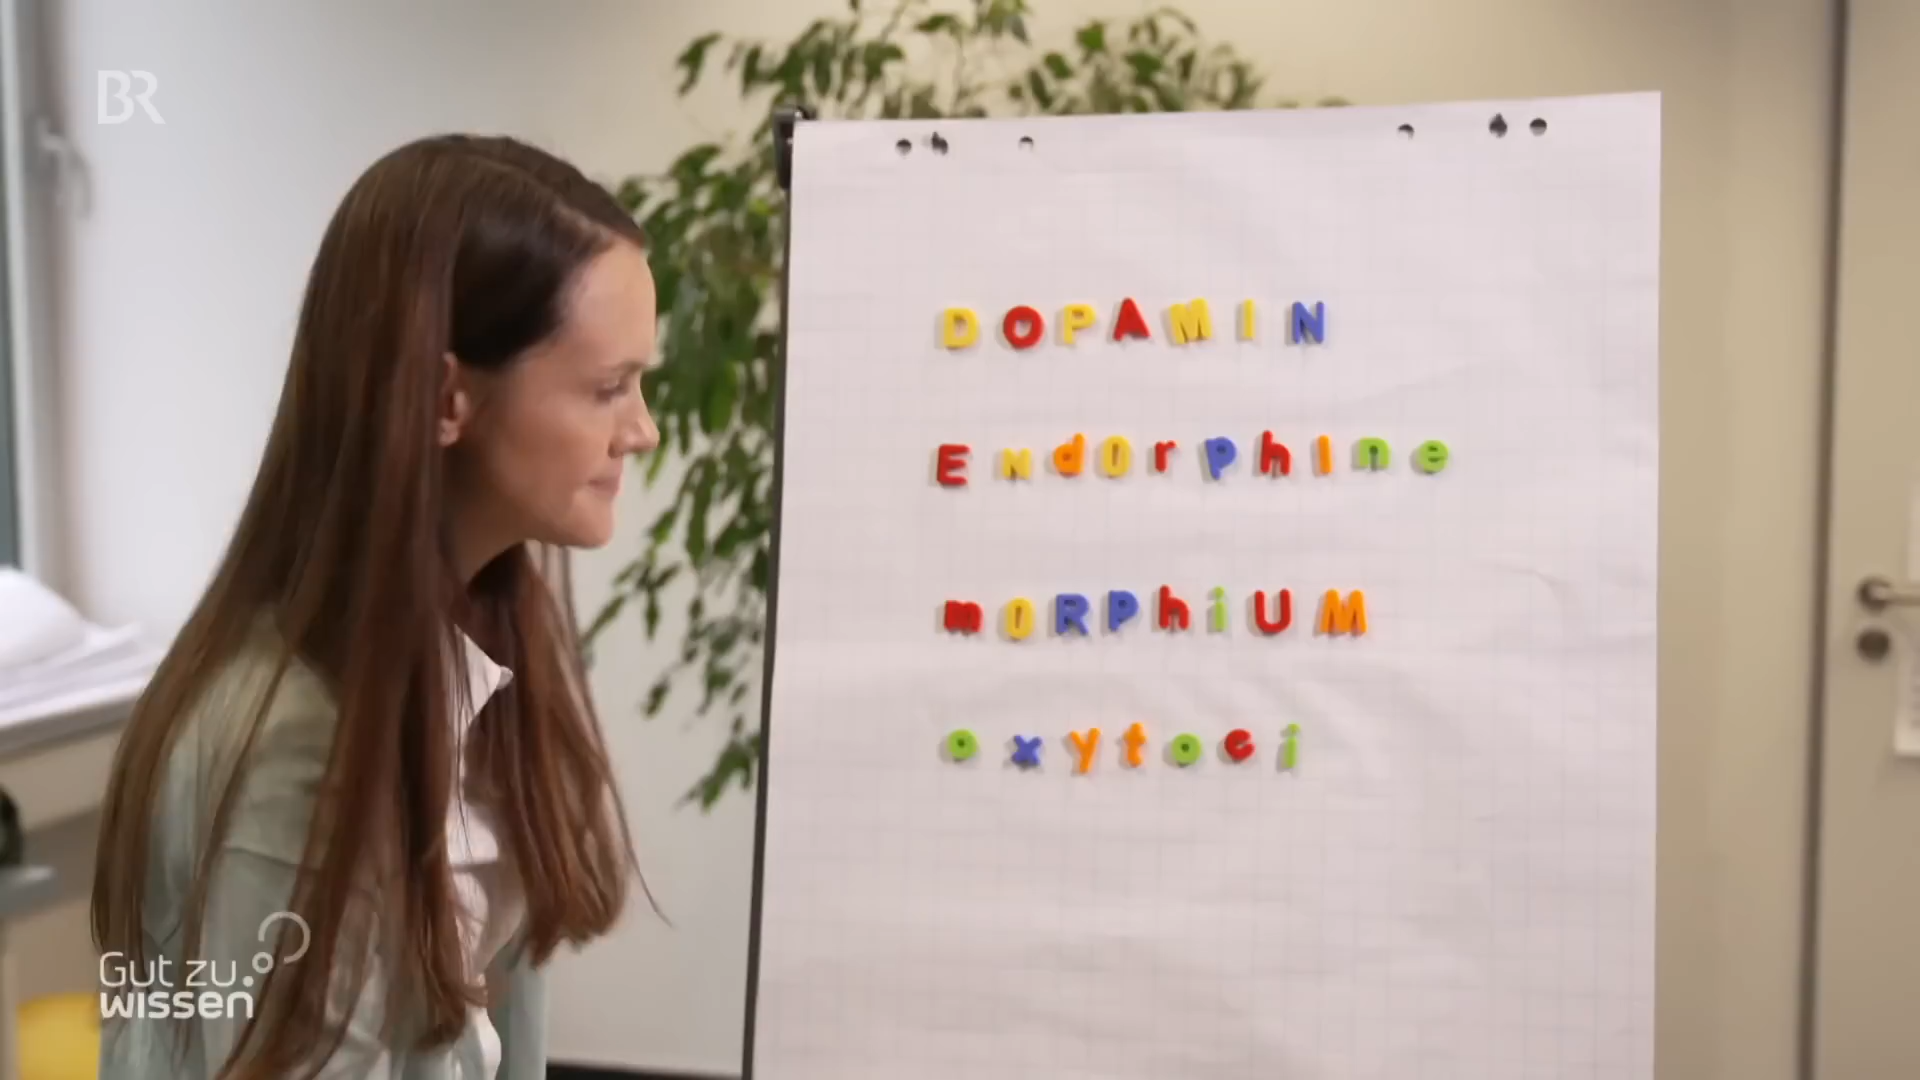 BR
DOPAMIN
ENdOrphIne
mORPhiUM
oxytoci
Gut zu
wissen